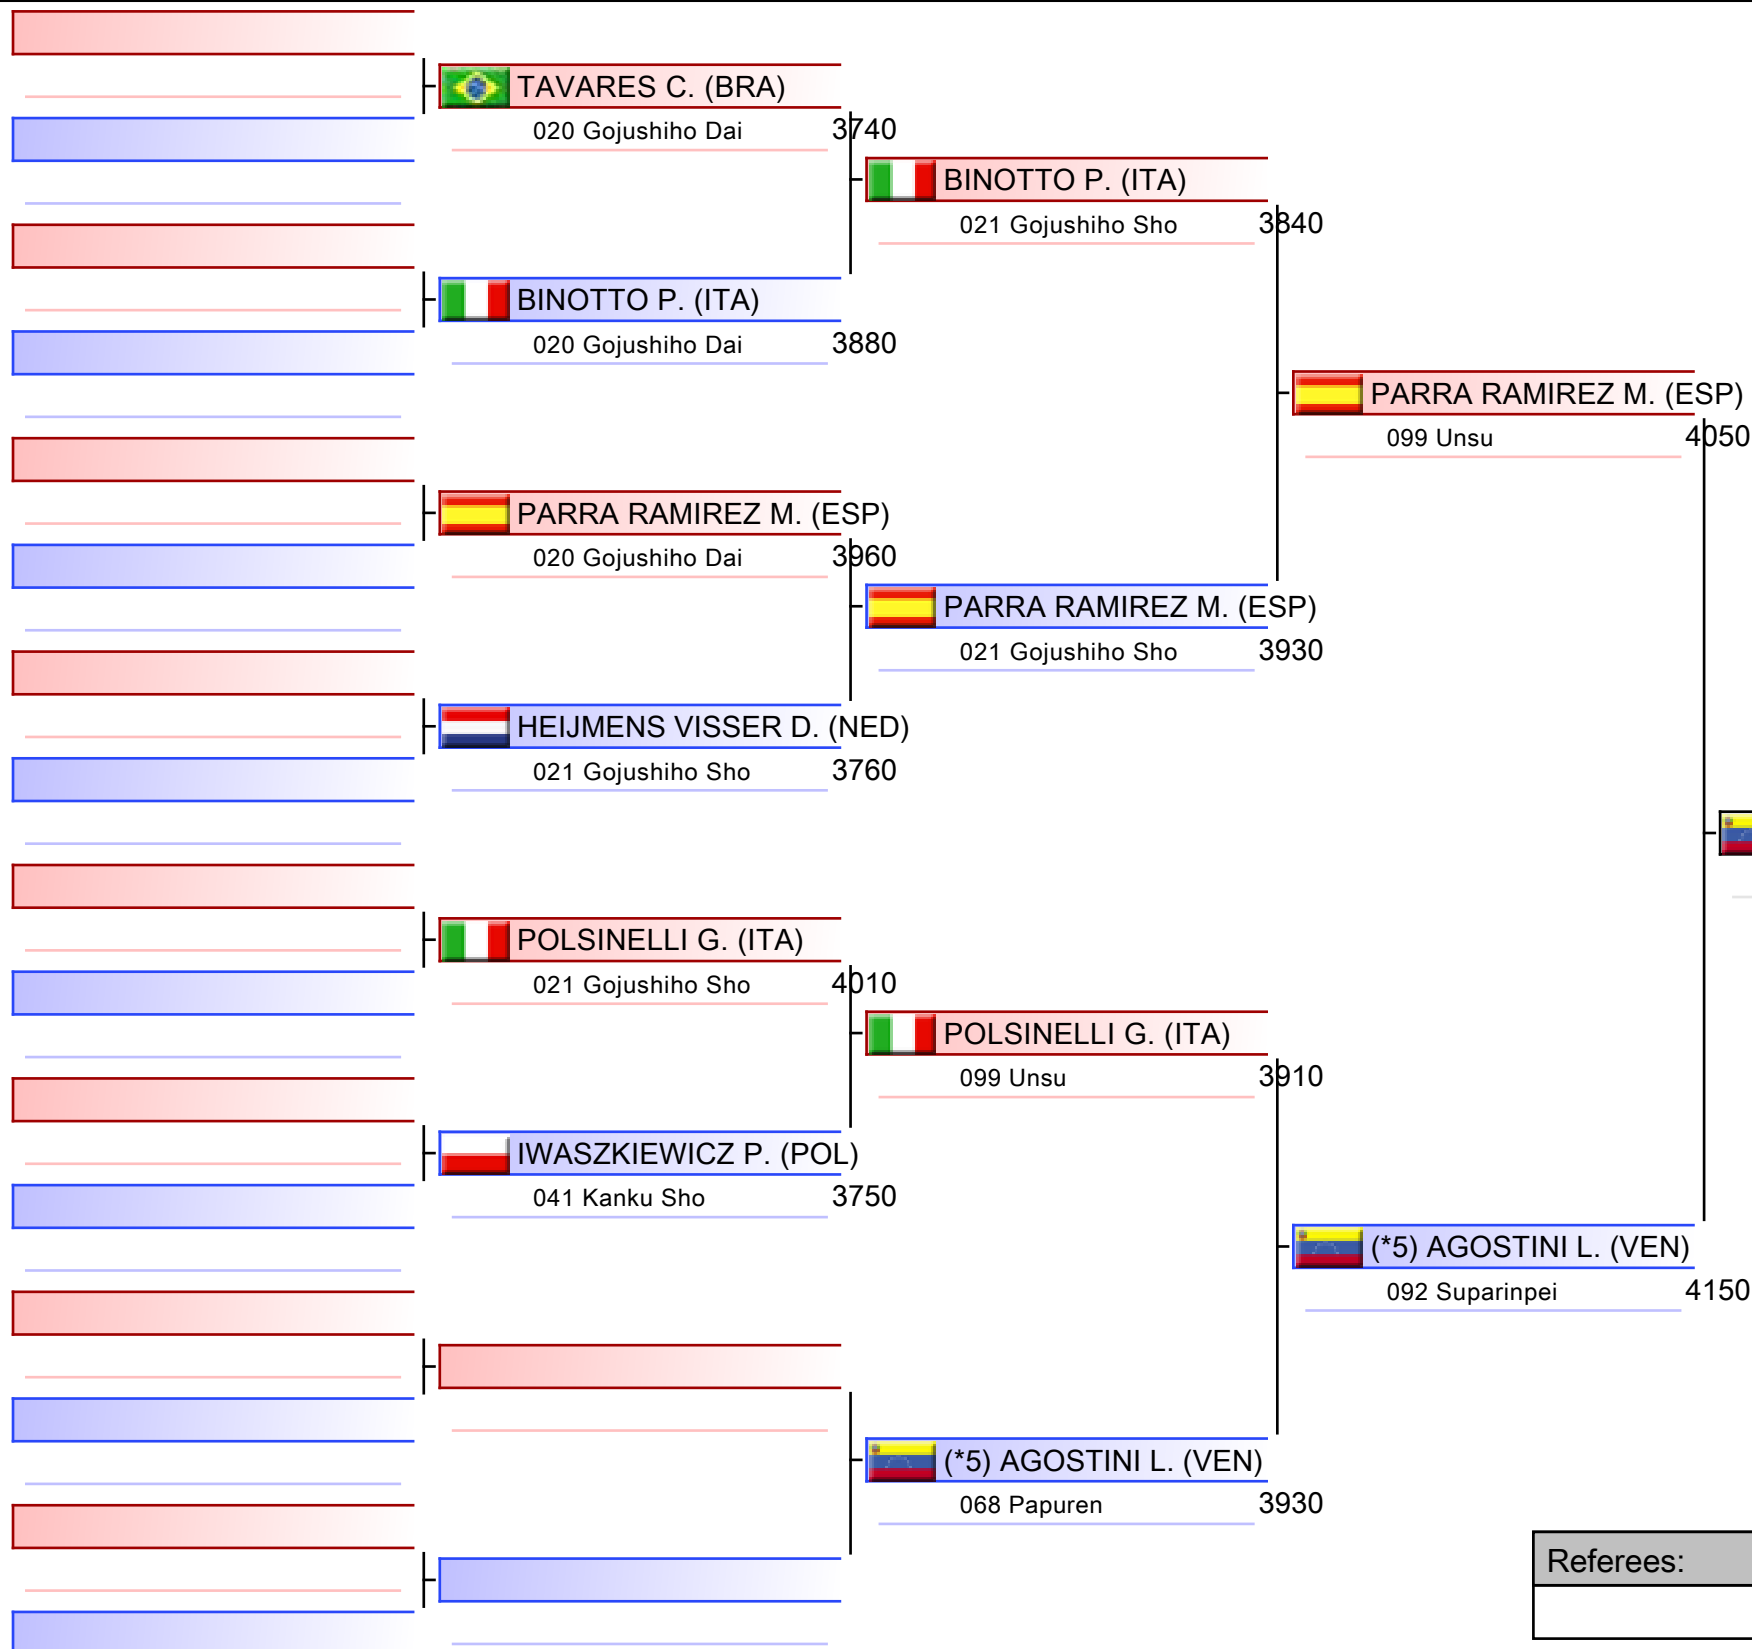 TAVARES C. (BRA)
020 Gojushiho Dai 3740
BINOTTO P. (ITA)
021 Gojushiho Sho 3840
BINOTTO P. (ITA)
020 Gojushiho Dai 3880
PARRA RAMIREZ M. (ESP)
099 Unsu 4050
PARRA RAMIREZ M. (ESP)
020 Gojushiho Dai 3960
PARRA RAMIREZ M. (ESP)
021 Gojushiho Sho 3930
HEIJMENS VISSER D. (NED)
021 Gojushiho Sho 3760
POLSINELLI G. (ITA)
021 Gojushiho Sho 4010
POLSINELLI G. (ITA)
099 Unsu 3910
IWASZKIEWICZ P. (POL)
041 Kanku Sho 3750
(*5) AGOSTINI L. (VEN)
092 Suparinpei 4150
(*5) AGOSTINI L. (VEN)
068 Papuren 3930
Referees: